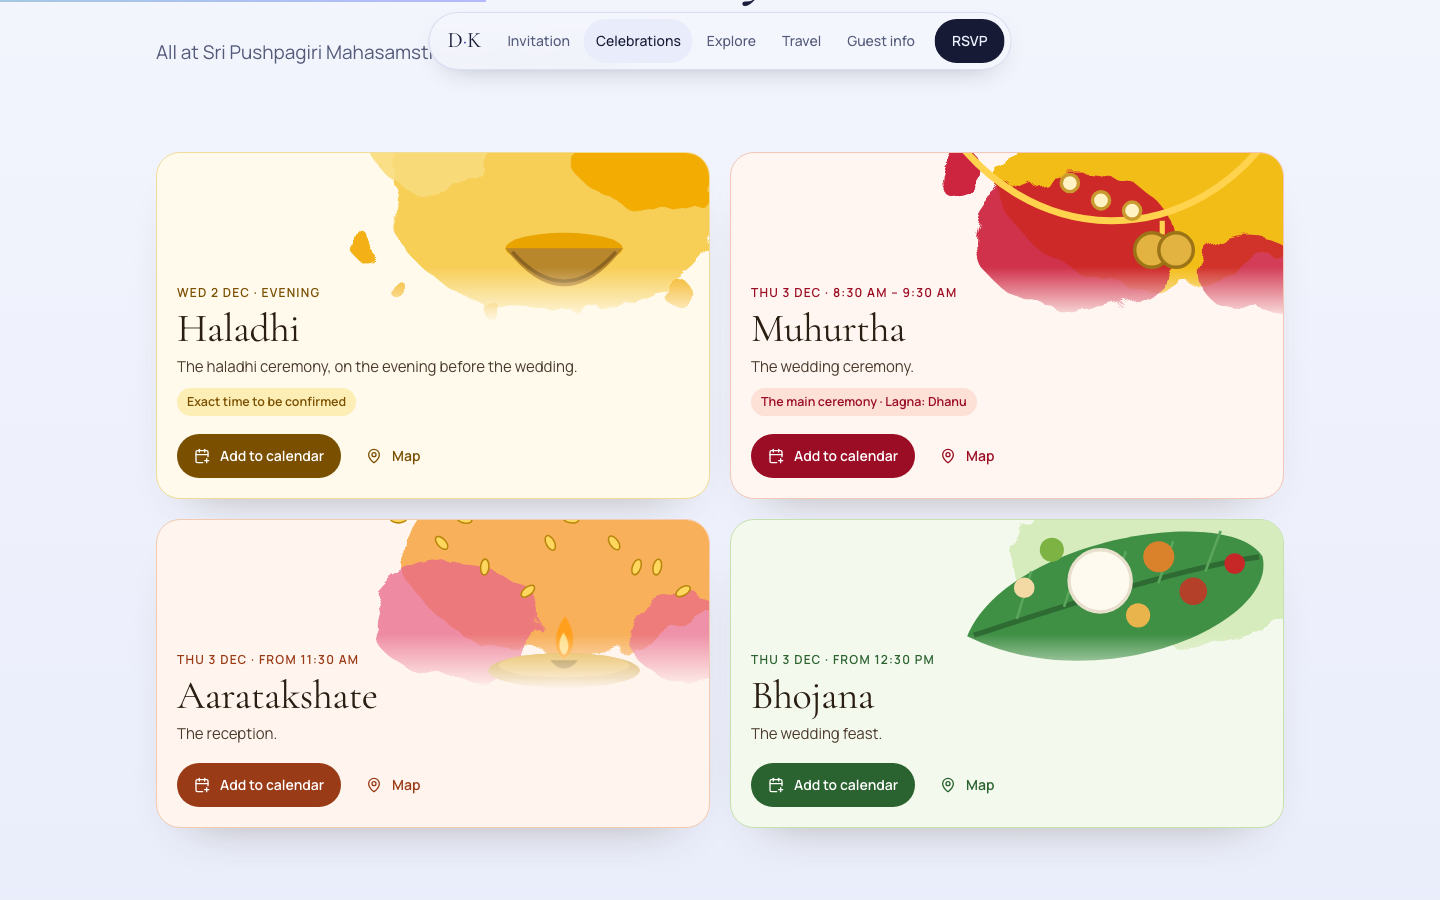 D·K Invitation Celebrations Explore Travel Guest info RSVP
All at Sri Pushpagiri
WED 2 DEC · EVENING
Haladhi
The haladhi ceremony, on the evening before the wedding.
Exact time to be confirmed
Add to calendar Map
THU 3 DEC · 8:30 AM – 9:30 AM
Muhurtha
The wedding ceremony.
The main ceremony · Lagna: Dhanu
Add to calendar Map
THU 3 DEC · FROM 11:30 AM
Aaratakshate
The reception.
Add to calendar Map
THU 3 DEC · FROM 12:30 PM
Bhojana
The wedding feast.
Add to calendar Map